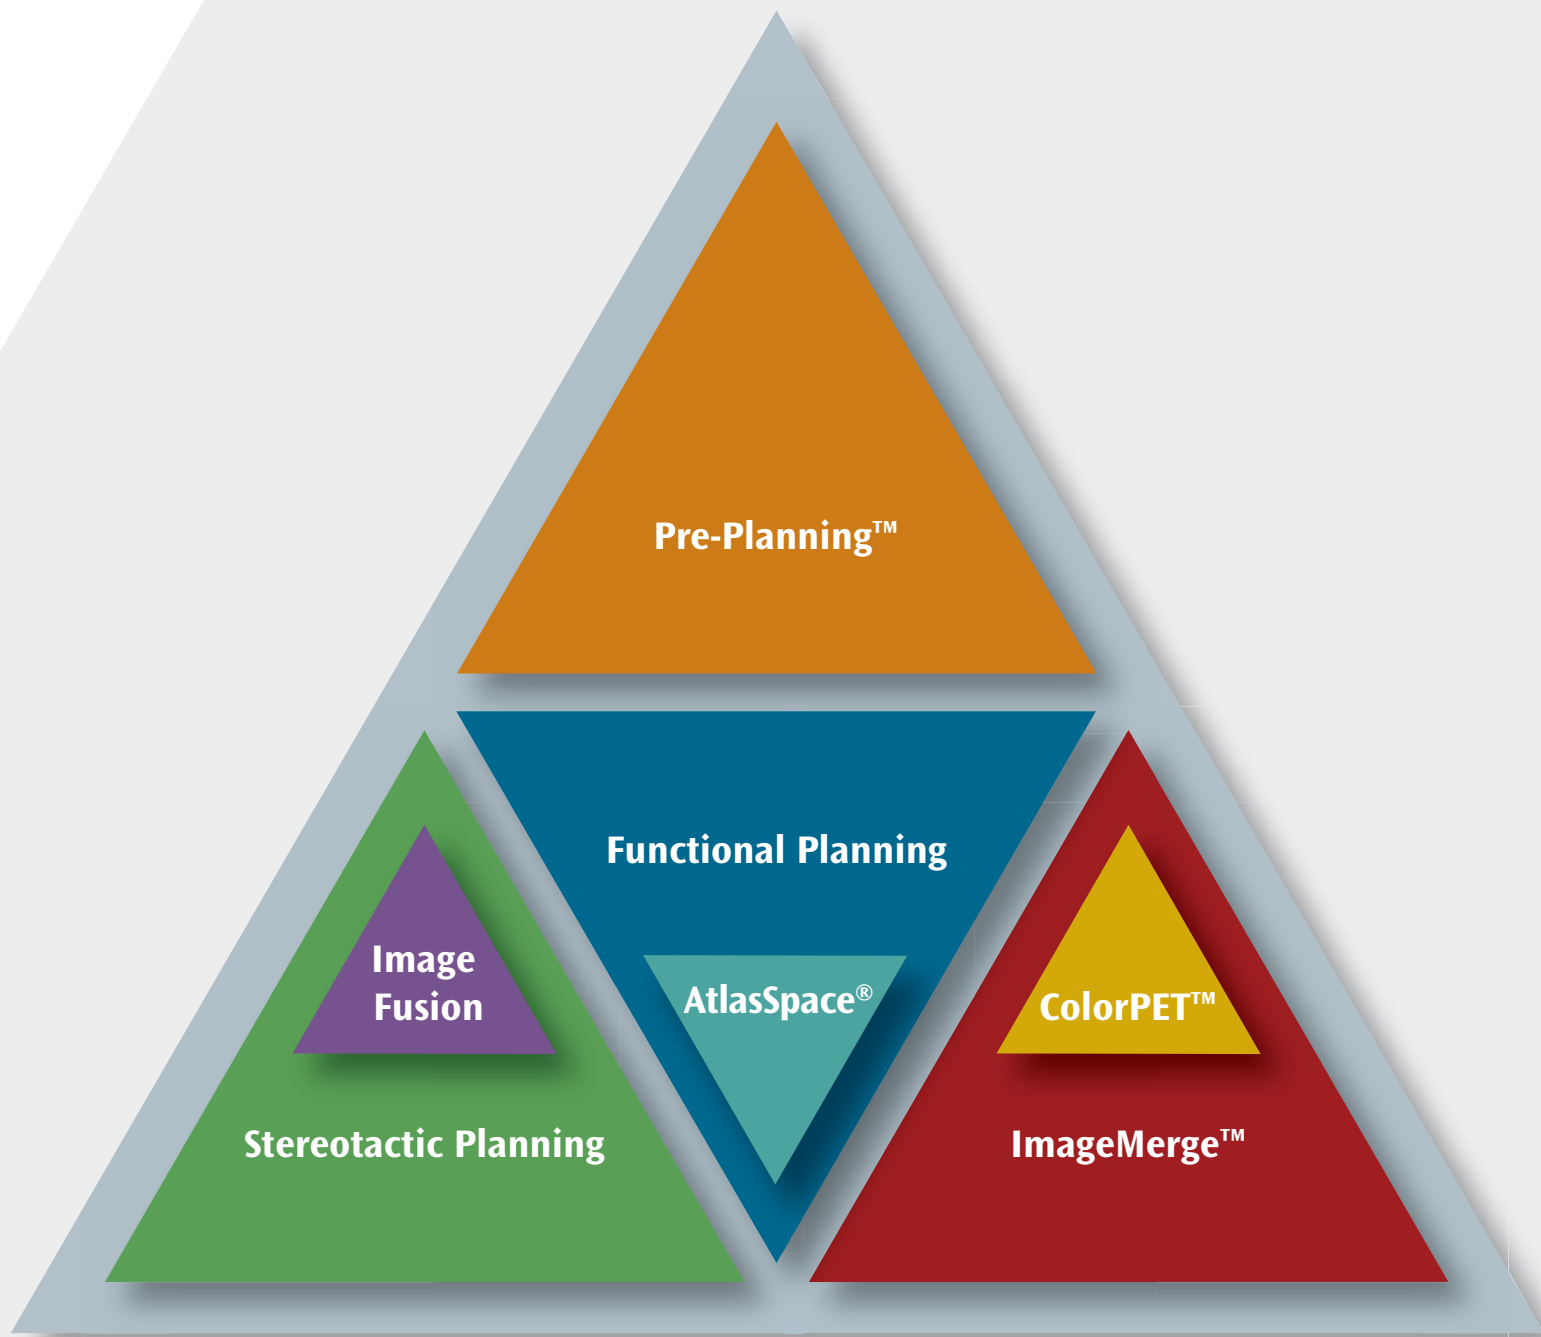 Pre-Planning™
Functional Planning
Image
Fusion
AtlasSpace®
ColorPET™
Stereotactic Planning
ImageMerge™